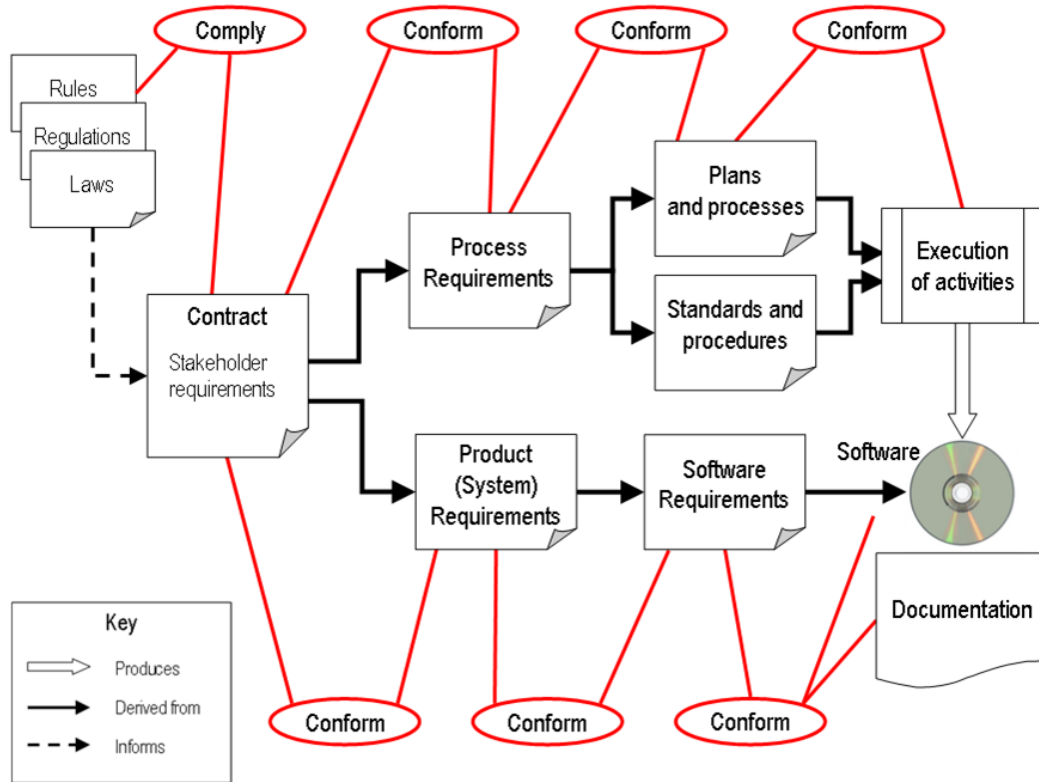 Comply
Conform
Conform
Conform
Rules
Regulations
Laws
Plans
and processes
Process
Requirements
Execution
of activities
Contract
Stakeholder
requirements
Standards and
procedures
Product
(System)
Requirements
Software
Requirements
Software
Documentation
Key
Produces
Derived from
Informs
Conform
Conform
Conform